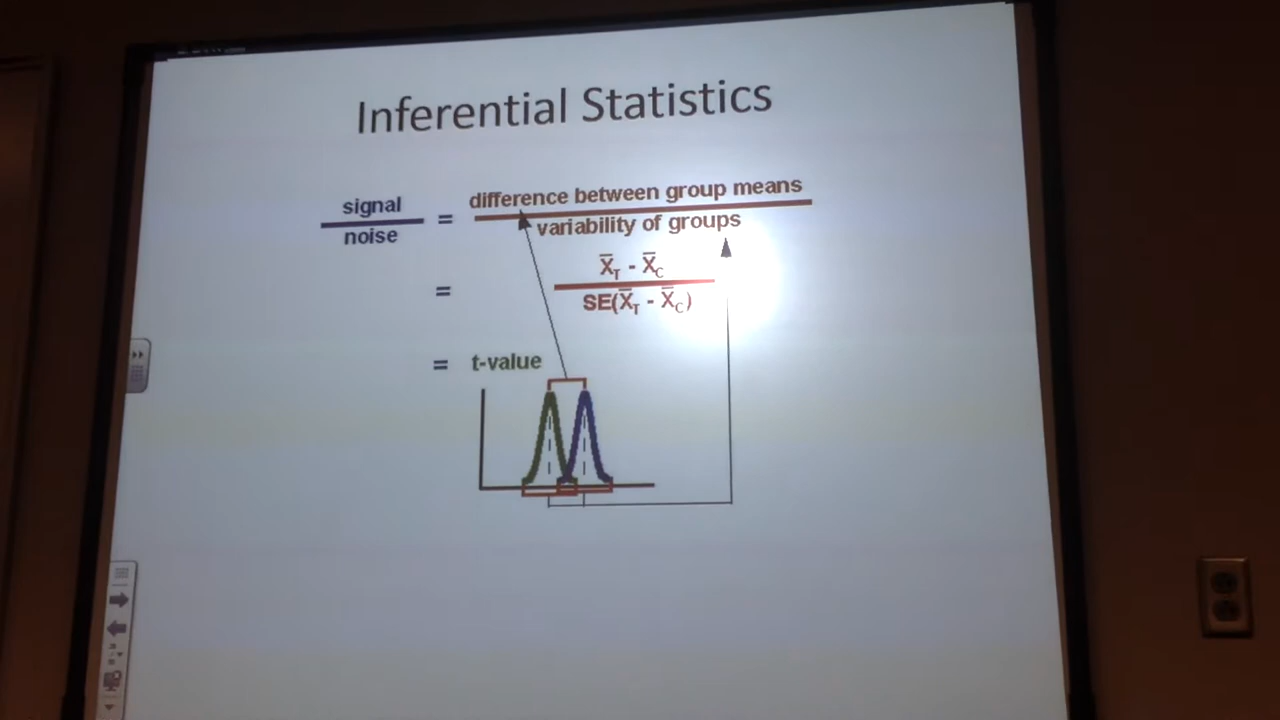 Inferential Statistics
signal
noise
=
difference between group means
variability of groups
=
X̅T - X̅C
SE(X̅T - X̅C)
= t-value